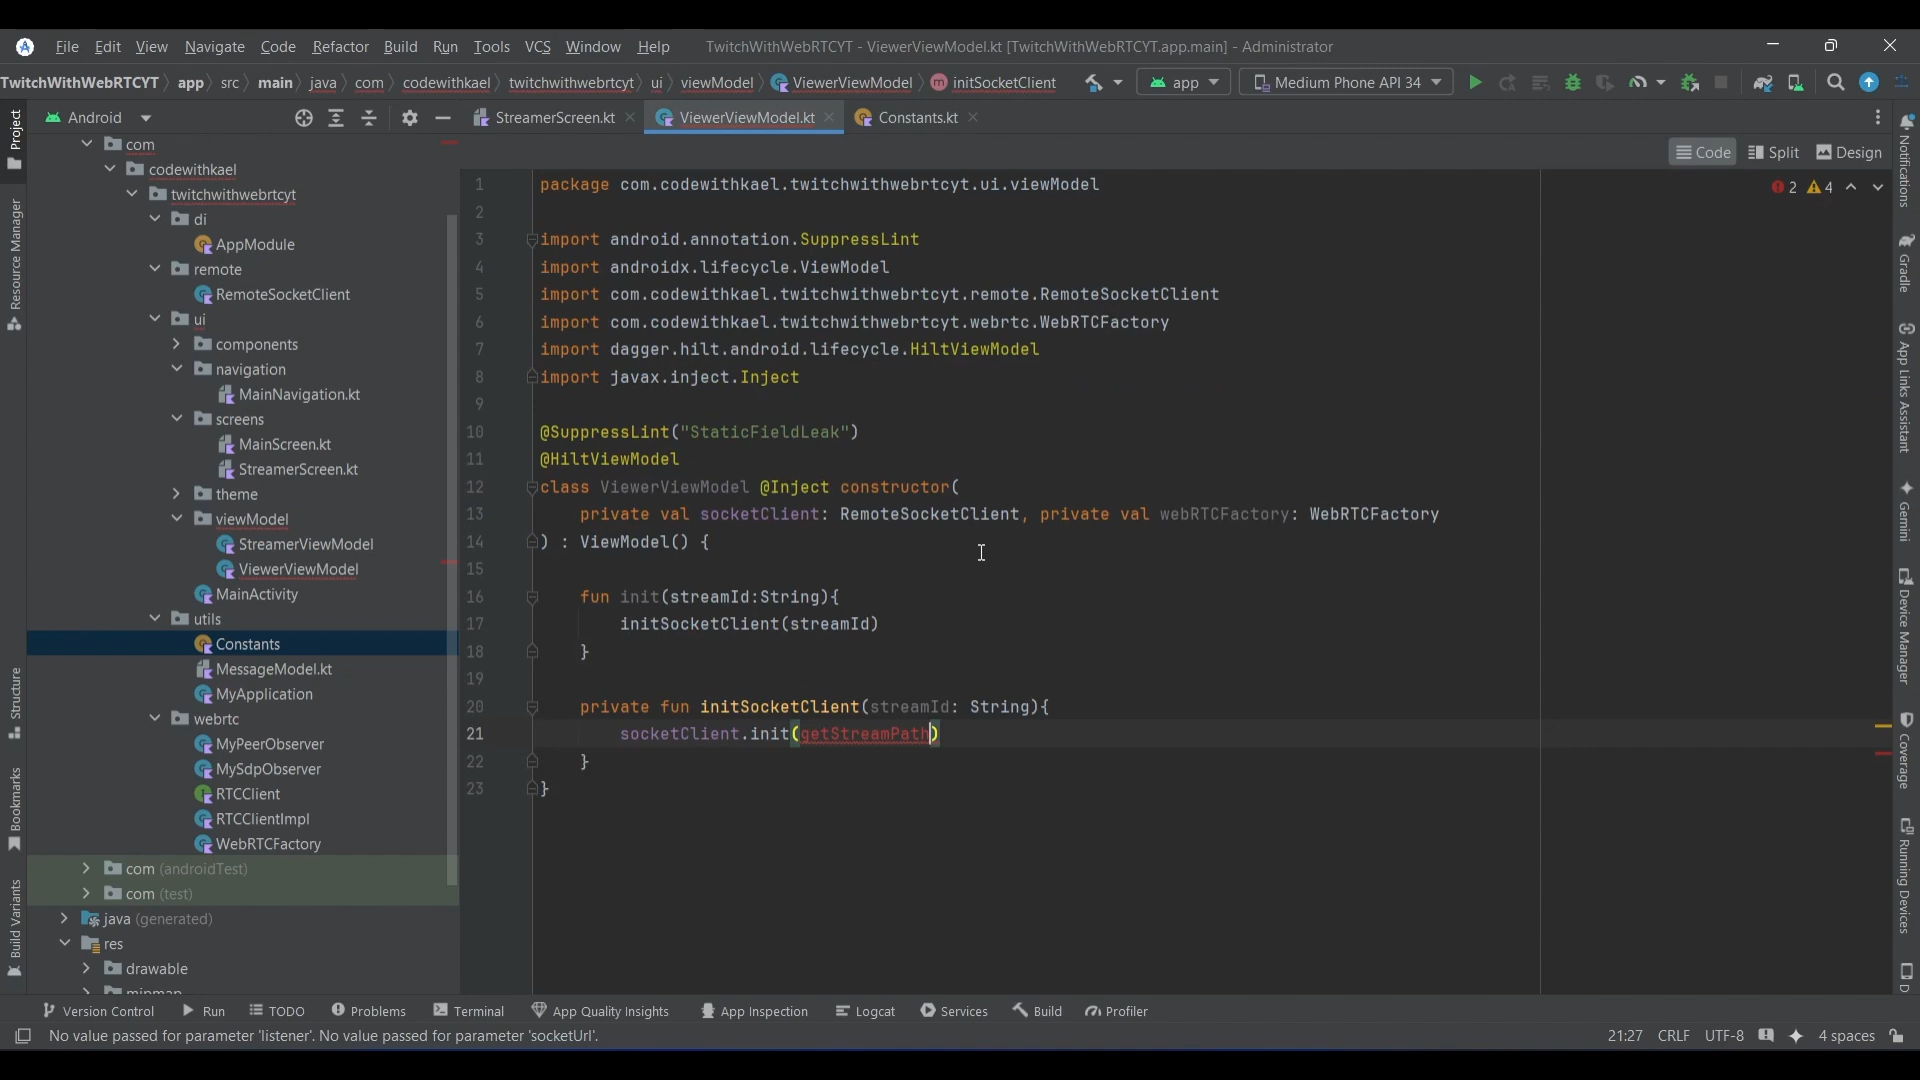 File Edit View Navigate Code Refactor Build Run Tools VCS Window Help TwitchWithWebRTCYT - ViewerViewModel.kt [TwitchWithWebRTCYT.app.main] - Administrator
TwitchWithWebRTCYT app src main java com codewithkael twitchwithwebrtcyt ui viewModel ViewerViewModel initSocketClient app Medium Phone API 34
Android StreamerScreen.kt ViewerViewModel.kt Constants.kt
Code Split Design
2 4
Project
Resource Manager
Structure
Bookmarks
Build Variants
com
codewithkael
twitchwithwebrtcyt
di
AppModule
remote
RemoteSocketClient
ui
components
navigation
MainNavigation.kt
screens
MainScreen.kt
StreamerScreen.kt
theme
viewModel
StreamerViewModel
ViewerViewModel
MainActivity
utils
Constants
MessageModel.kt
MyApplication
webrtc
MyPeerObserver
MySdpObserver
RTCClient
RTCClientImpl
WebRTCFactory
com (androidTest)
com (test)
java (generated)
res
drawable
mipmap
1 package com.codewithkael.twitchwithwebrtcyt.ui.viewModel
2
3 import android.annotation.SuppressLint
4 import androidx.lifecycle.ViewModel
5 import com.codewithkael.twitchwithwebrtcyt.remote.RemoteSocketClient
6 import com.codewithkael.twitchwithwebrtcyt.webrtc.WebRTCFactory
7 import dagger.hilt.android.lifecycle.HiltViewModel
8 import javax.inject.Inject
9
10 @SuppressLint("StaticFieldLeak")
11 @HiltViewModel
12 class ViewerViewModel @Inject constructor(
13 private val socketClient: RemoteSocketClient, private val webRTCFactory: WebRTCFactory
14 ) : ViewModel() {
15
16 fun init(streamId:String){
17 initSocketClient(streamId)
18 }
19
20 private fun initSocketClient(streamId: String){
21 socketClient.init(getStreamPath)
22 }
23 }
Notifications
Gradle
App Links Assistant
Gemini
Device Manager
Coverage
Running Devices
D
Version Control Run TODO Problems Terminal App Quality Insights App Inspection Logcat Services Build Profiler
No value passed for parameter 'listener'. No value passed for parameter 'socketUrl'. 21:27 CRLF UTF-8 4 spaces